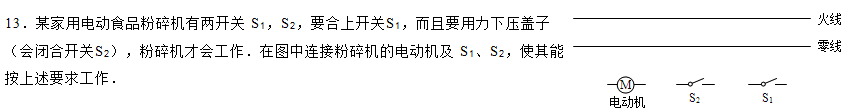 13．某家用电动食品粉碎机有两开关 S₁，S₂，要合上开关S₁，而且要用力下压盖子
（会闭合开关S₂），粉碎机才会工作．在图中连接粉碎机的电动机及 S₁、S₂，使其能
按上述要求工作．
火线
零线
M
电动机
S₂
S₁